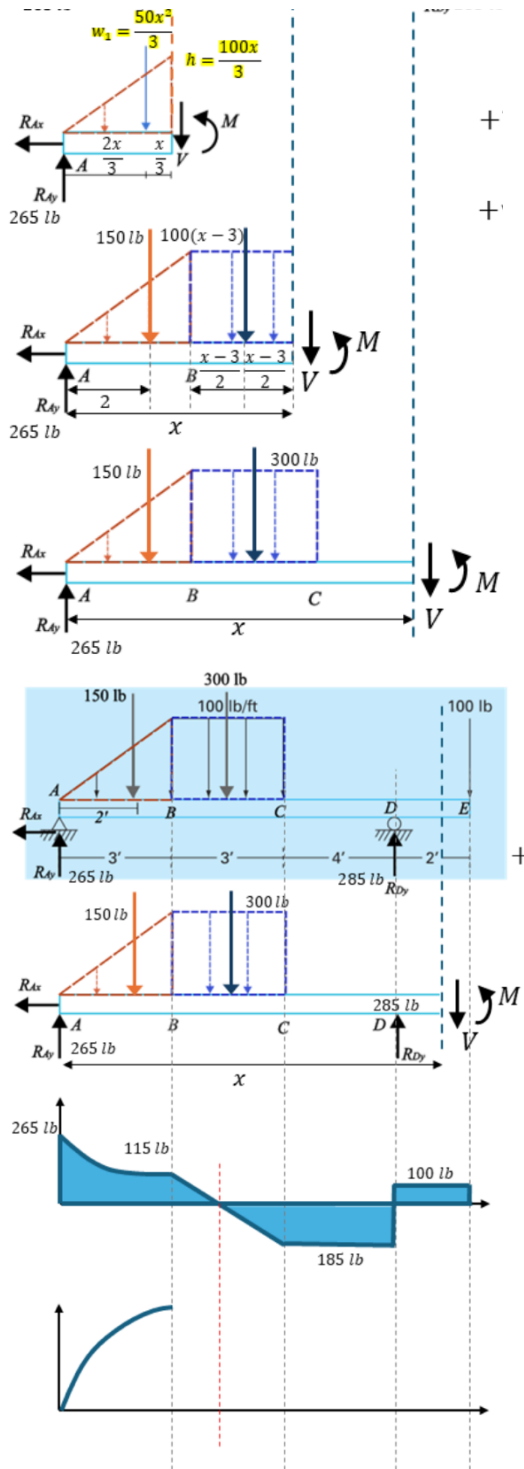 w₁ = 50x²/3
h = 100x/3
R_Ax
M
2x/3 x/3
A V
R_Ay
265 lb
+
+
150 lb 100(x − 3)
R_Ax
M
A B (x − 3)/2 (x − 3)/2
V
R_Ay 2
265 lb x
150 lb 300 lb
R_Ax
M
A B C
V
R_Ay x
265 lb
300 lb
150 lb 100 lb/ft 100 lb
A B C D E
R_Ax 2'
3' 3' 4' 2'
R_Ay 265 lb 285 lb R_Dy
+
150 lb 300 lb
R_Ax
M
285 lb
A B C D
V
R_Ay 265 lb R_Dy
x
265 lb
115 lb
100 lb
185 lb